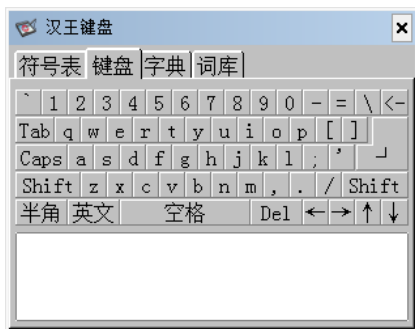 汉王键盘
符号表 键盘 字典 词库
` 1 2 3 4 5 6 7 8 9 0 - = \ <-
Tab q w e r t y u i o p [ ]
Caps a s d f g h j k l ; ' ┘
Shift z x c v b n m , . / Shift
半角 英文 空格 Del ← → ↑ ↓